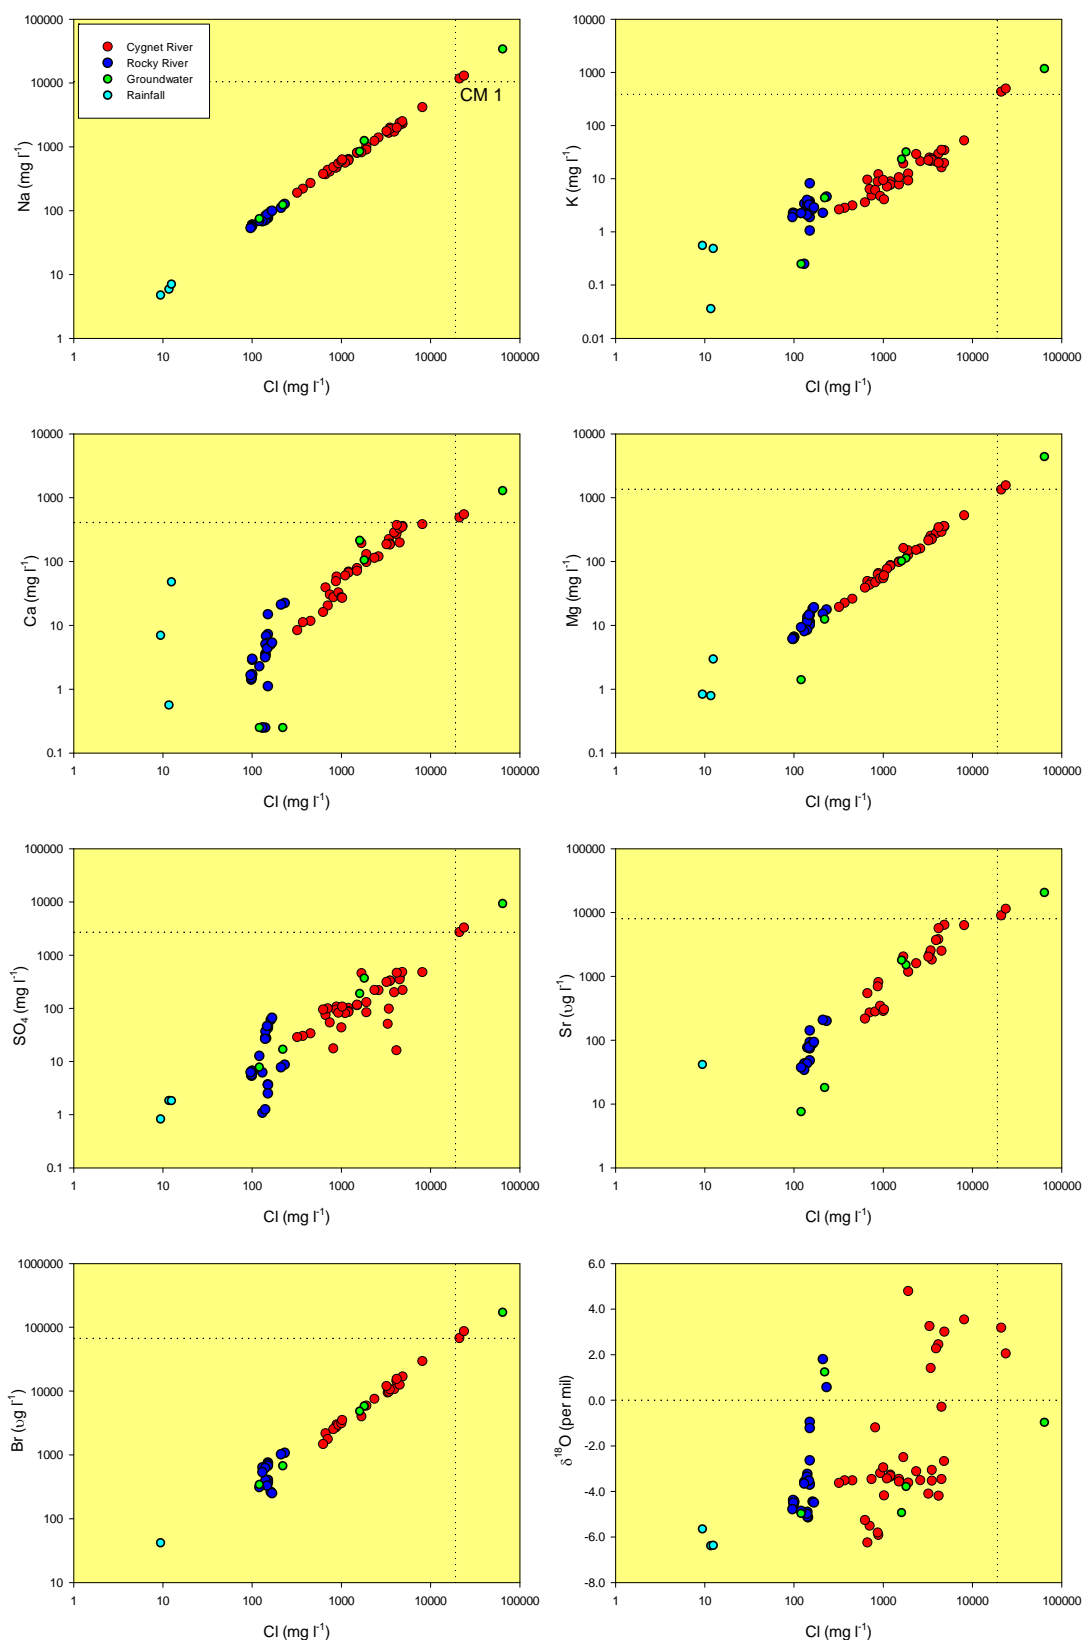 100000
10000
1000
100
10
1
Na (mg l⁻¹)
Cygnet River
Rocky River
Groundwater
Rainfall
CM 1
1 10 100 1000 10000 100000
Cl (mg l⁻¹)
10000
1000
100
10
1
0.1
0.01
K (mg l⁻¹)
1 10 100 1000 10000 100000
Cl (mg l⁻¹)
10000
1000
100
10
1
0.1
Ca (mg l⁻¹)
1 10 100 1000 10000 100000
Cl (mg l⁻¹)
10000
1000
100
10
1
0.1
Mg (mg l⁻¹)
1 10 100 1000 10000 100000
Cl (mg l⁻¹)
100000
10000
1000
100
10
1
0.1
SO₄ (mg l⁻¹)
1 10 100 1000 10000 100000
Cl (mg l⁻¹)
100000
10000
1000
100
10
1
Sr (υg l⁻¹)
1 10 100 1000 10000 100000
Cl (mg l⁻¹)
1000000
100000
10000
1000
100
10
Br (υg l⁻¹)
1 10 100 1000 10000 100000
Cl (mg l⁻¹)
6.0
4.0
2.0
0.0
-2.0
-4.0
-6.0
-8.0
δ¹⁸O (per mil)
1 10 100 1000 10000 100000
Cl (mg l⁻¹)